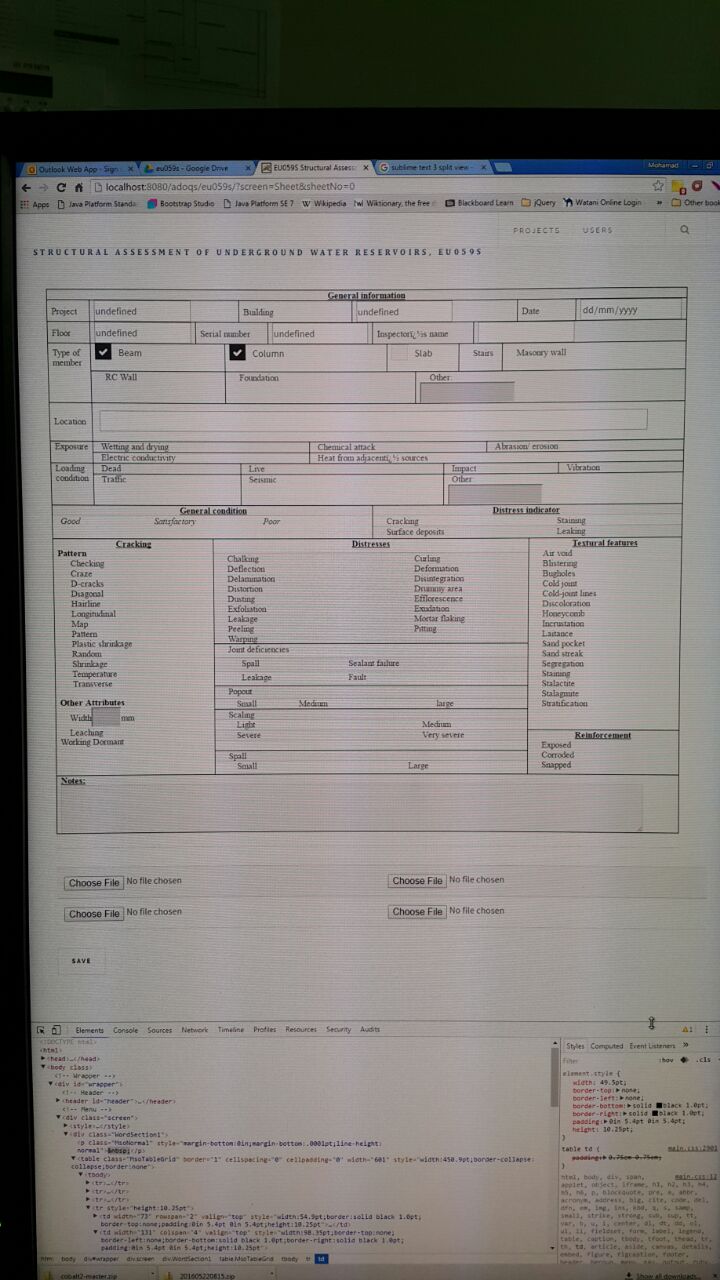 Outlook Web App - Sign
eu059s - Google Drive
EU059S Structural Assess
sublime text 3 split view -
Mohamad
localhost:8080/adoqs/eu059s/?screen=Sheet&sheetNo=0
Apps
Java Platform Standa
Bootstrap Studio
Java Platform SE 7
Wikipedia
Wiktionary, the free
Blackboard Learn
jQuery
Watani Online Login
»
Other book
PROJECTS USERS
STRUCTURAL ASSESSMENT OF UNDERGROUND WATER RESERVOIRS, EU059S
General information
Project undefined Building undefined Date dd/mm/yyyy
Floor undefined Serial number undefined Inspectorï¿½s name
Type of member Beam Column Slab Stairs Masonry wall
RC Wall Foundation Other
Location
Exposure Wetting and drying Chemical attack Abrasion/ erosion
Electric conductivity Heat from adjacentï¿½ sources
Loading condition Dead Live Impact Vibration
Traffic Seismic Other
General condition Distress indicator
Good Satisfactory Poor Cracking Staining
Surface deposits Leaking
Cracking
Pattern
Checking
Craze
D-cracks
Diagonal
Hairline
Longitudinal
Map
Pattern
Plastic shrinkage
Random
Shrinkage
Temperature
Transverse
Other Attributes
Width mm
Leaching
Working Dormant
Distresses
Chalking Curling
Deflection Deformation
Delamination Disintegration
Distortion Drummy area
Dusting Efflorescence
Exfoliation Exudation
Leakage Mortar flaking
Peeling Pitting
Warping
Joint deficiencies
Spall Sealant failure
Leakage Fault
Popout
Small Medium large
Scaling
Light Medium
Severe Very severe
Spall
Small Large
Textural features
Air void
Blistering
Bugholes
Cold joint
Cold-joint lines
Discoloration
Honeycomb
Incrustation
Laitance
Sand pocket
Sand streak
Segregation
Staining
Stalactite
Stalagmite
Stratification
Reinforcement
Exposed
Corroded
Snapped
Notes:
Choose File No file chosen Choose File No file chosen
Choose File No file chosen Choose File No file chosen
SAVE
Elements Console Sources Network Timeline Profiles Resources Security Audits
1
<!DOCTYPE html>
<html>
<head>…</head>
<body class>
<!-- Wrapper -->
<div id="wrapper">
<!-- Header -->
<header id="header">…</header>
<!-- Menu -->
<div class="screen">
<style>…</style>
<div class="WordSection1">
<p class="MsoNormal" style="margin-bottom:0in;margin-bottom:.0001pt;line-height:
normal">&nbsp;</p>
<table class="MsoTableGrid" border="1" cellspacing="0" cellpadding="0" width="601" style="width:450.9pt;border-collapse:
collapse;border:none">
<tbody>
<tr>…</tr>
<tr>…</tr>
<tr>…</tr>
<tr style="height:10.25pt">
<td width="73" rowspan="2" valign="top" style="width:54.9pt;border:solid black 1.0pt;
border-top:none;padding:0in 5.4pt 0in 5.4pt;height:10.25pt">…</td>
<td width="131" colspan="4" valign="top" style="width:98.35pt;border-top:none;
border-left:none;border-bottom:solid black 1.0pt;border-right:solid black 1.0pt;
padding:0in 5.4pt 0in 5.4pt;height:10.25pt">
html body div#wrapper div.screen div.WordSection1 table.MsoTableGrid tbody tr td
Styles Computed Event Listeners »
Filter :hov .cls
element.style {
width: 49.5pt;
border-top: none;
border-left: none;
border-bottom: solid black 1.0pt;
border-right: solid black 1.0pt;
padding: 0in 5.4pt 0in 5.4pt;
height: 10.25pt;
}
table td { main.css:2901
padding: 0.75em 0.75em;
}
html, body, div, span, main.css:12
applet, object, iframe, h1, h2, h3, h4,
h5, h6, p, blockquote, pre, a, abbr,
acronym, address, big, cite, code, del,
dfn, em, img, ins, kbd, q, s, samp,
small, strike, strong, sub, sup, tt,
var, b, u, i, center, dl, dt, dd, ol,
ul, li, fieldset, form, label, legend,
table, caption, tbody, tfoot, thead, tr,
th, td, article, aside, canvas, details,
embed, figure, figcaption, footer,
cobalt2-master.zip
201605220815.zip
Show all downloads...